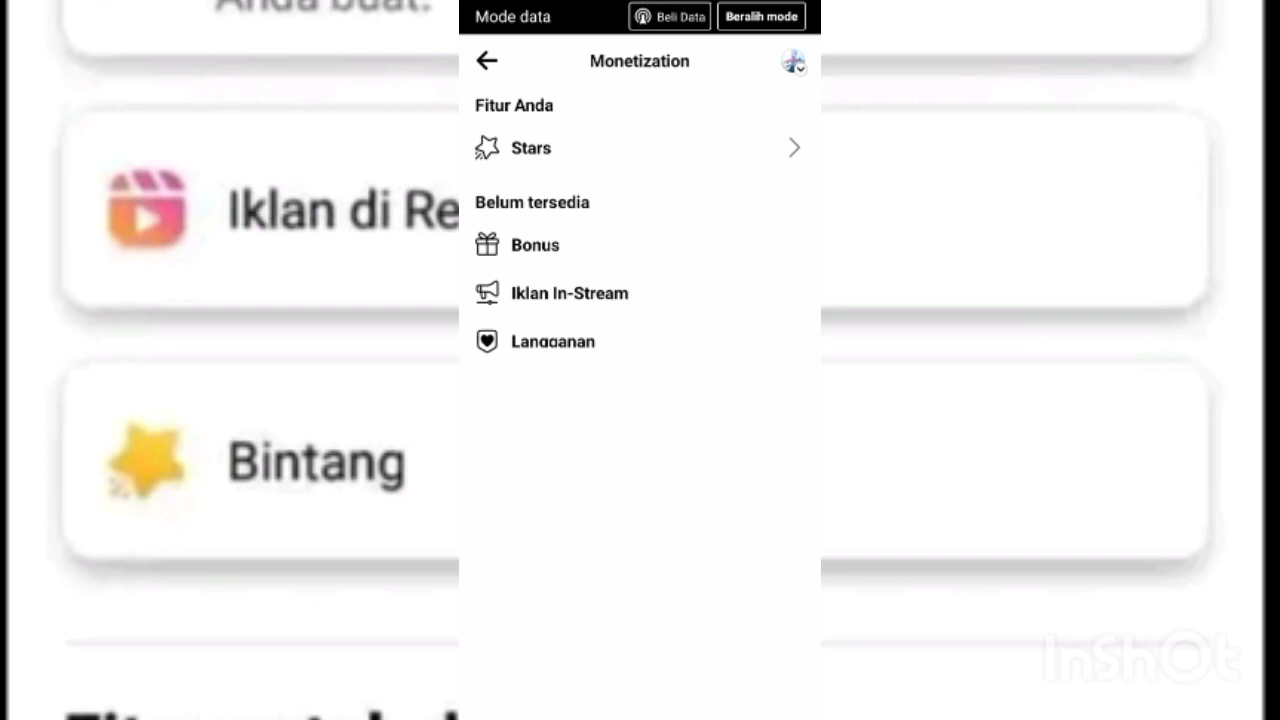 Anda buat.
Mode data
Beli Data
Beralih mode
Monetization
Fitur Anda
Stars
Belum tersedia
Bonus
Iklan In-Stream
Langganan
Iklan di Re
Bintang
InShOt